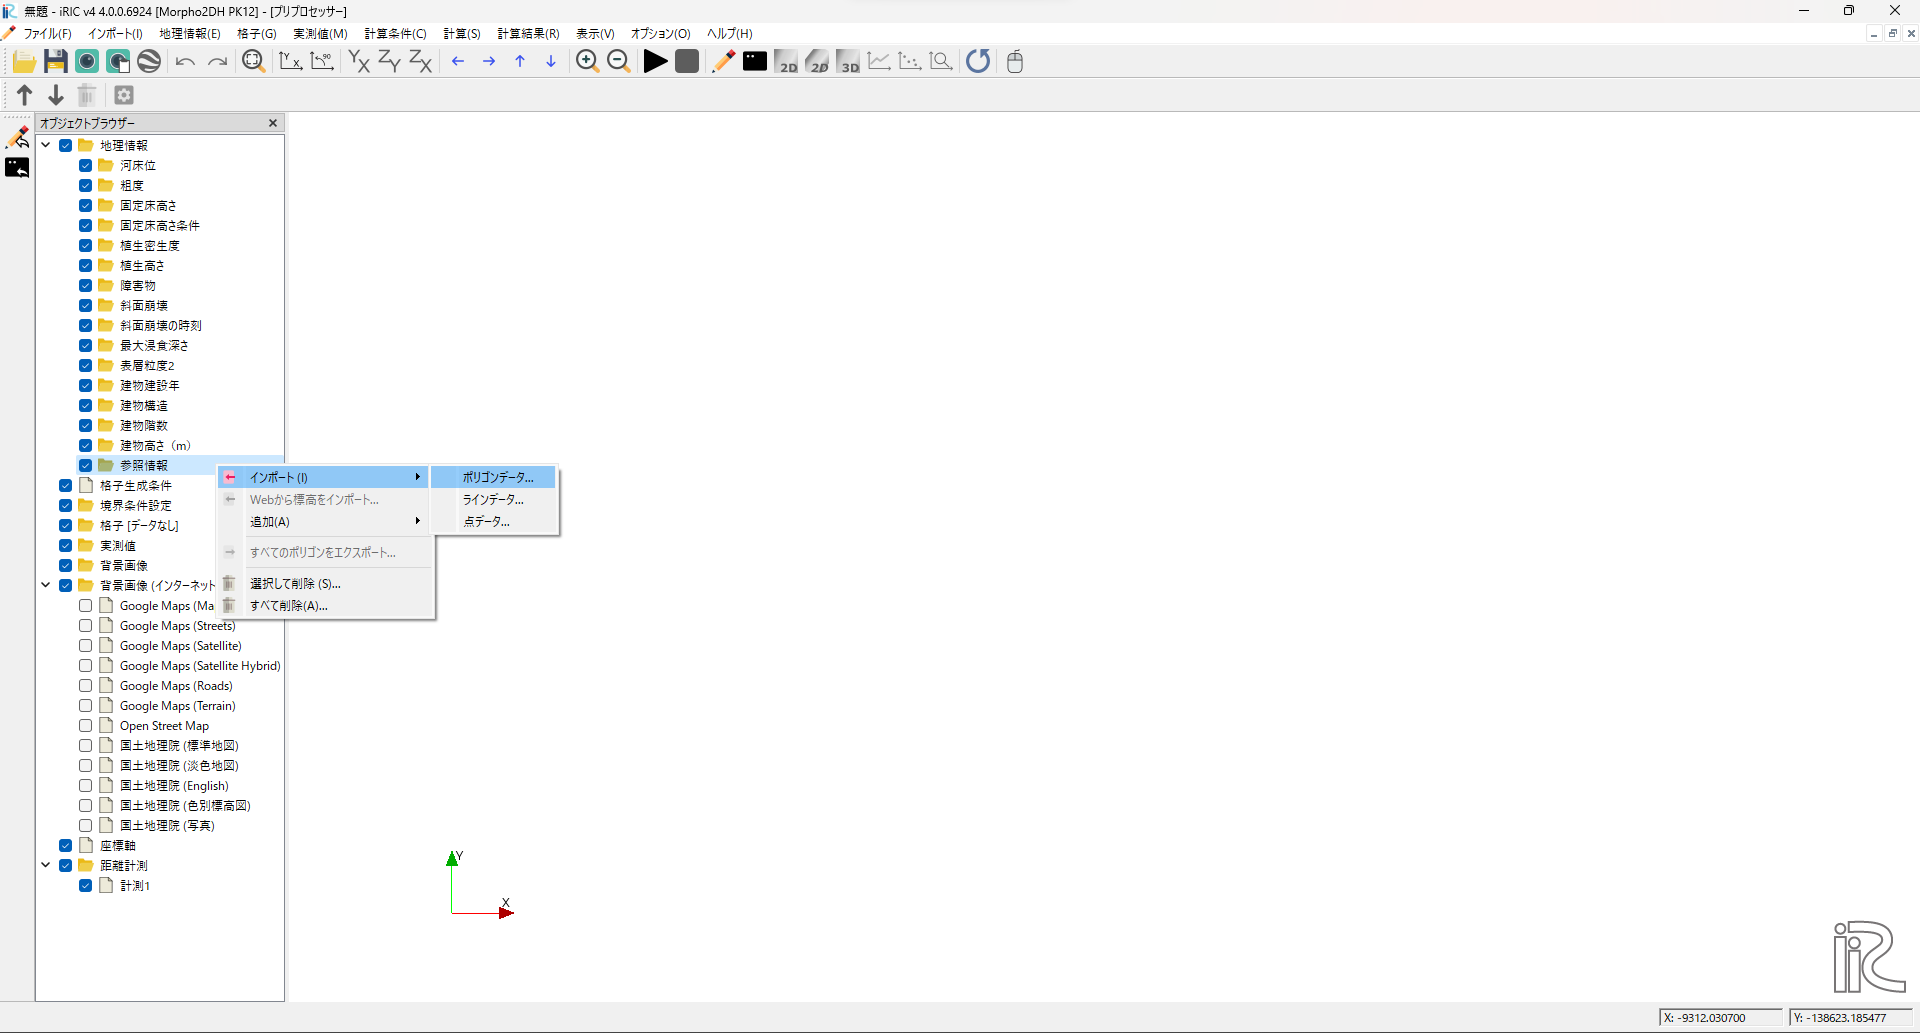 無題 - iRIC v4 4.0.0.6924 [Morpho2DH PK12] - [プリプロセッサー]
ファイル(F) インポート(I) 地理情報(E) 格子(G) 実測値(M) 計算条件(C) 計算(S) 計算結果(R) 表示(V) オプション(O) ヘルプ(H)
Y X 90 YX ZY ZX 2D 2D 3D
オブジェクトブラウザー
地理情報
河床位
粗度
固定床高さ
固定床高さ条件
植生密生度
植生高さ
障害物
斜面崩壊
斜面崩壊の時刻
最大浸食深さ
表層粒度2
建物建設年
建物構造
建物階数
建物高さ（m）
参照情報
格子生成条件
境界条件設定
格子 [データなし]
実測値
背景画像
背景画像 (インターネット
Google Maps (Ma
Google Maps (Streets)
Google Maps (Satellite)
Google Maps (Satellite Hybrid)
Google Maps (Roads)
Google Maps (Terrain)
Open Street Map
国土地理院 (標準地図)
国土地理院 (淡色地図)
国土地理院 (English)
国土地理院 (色別標高図)
国土地理院 (写真)
座標軸
距離計測
計測1
インポート (I)
Webから標高をインポート...
追加(A)
すべてのポリゴンをエクスポート...
選択して削除 (S)...
すべて削除(A)...
ポリゴンデータ...
ラインデータ...
点データ...
Y
X
iRIC
X: -9312.030700
Y: -138623.185477